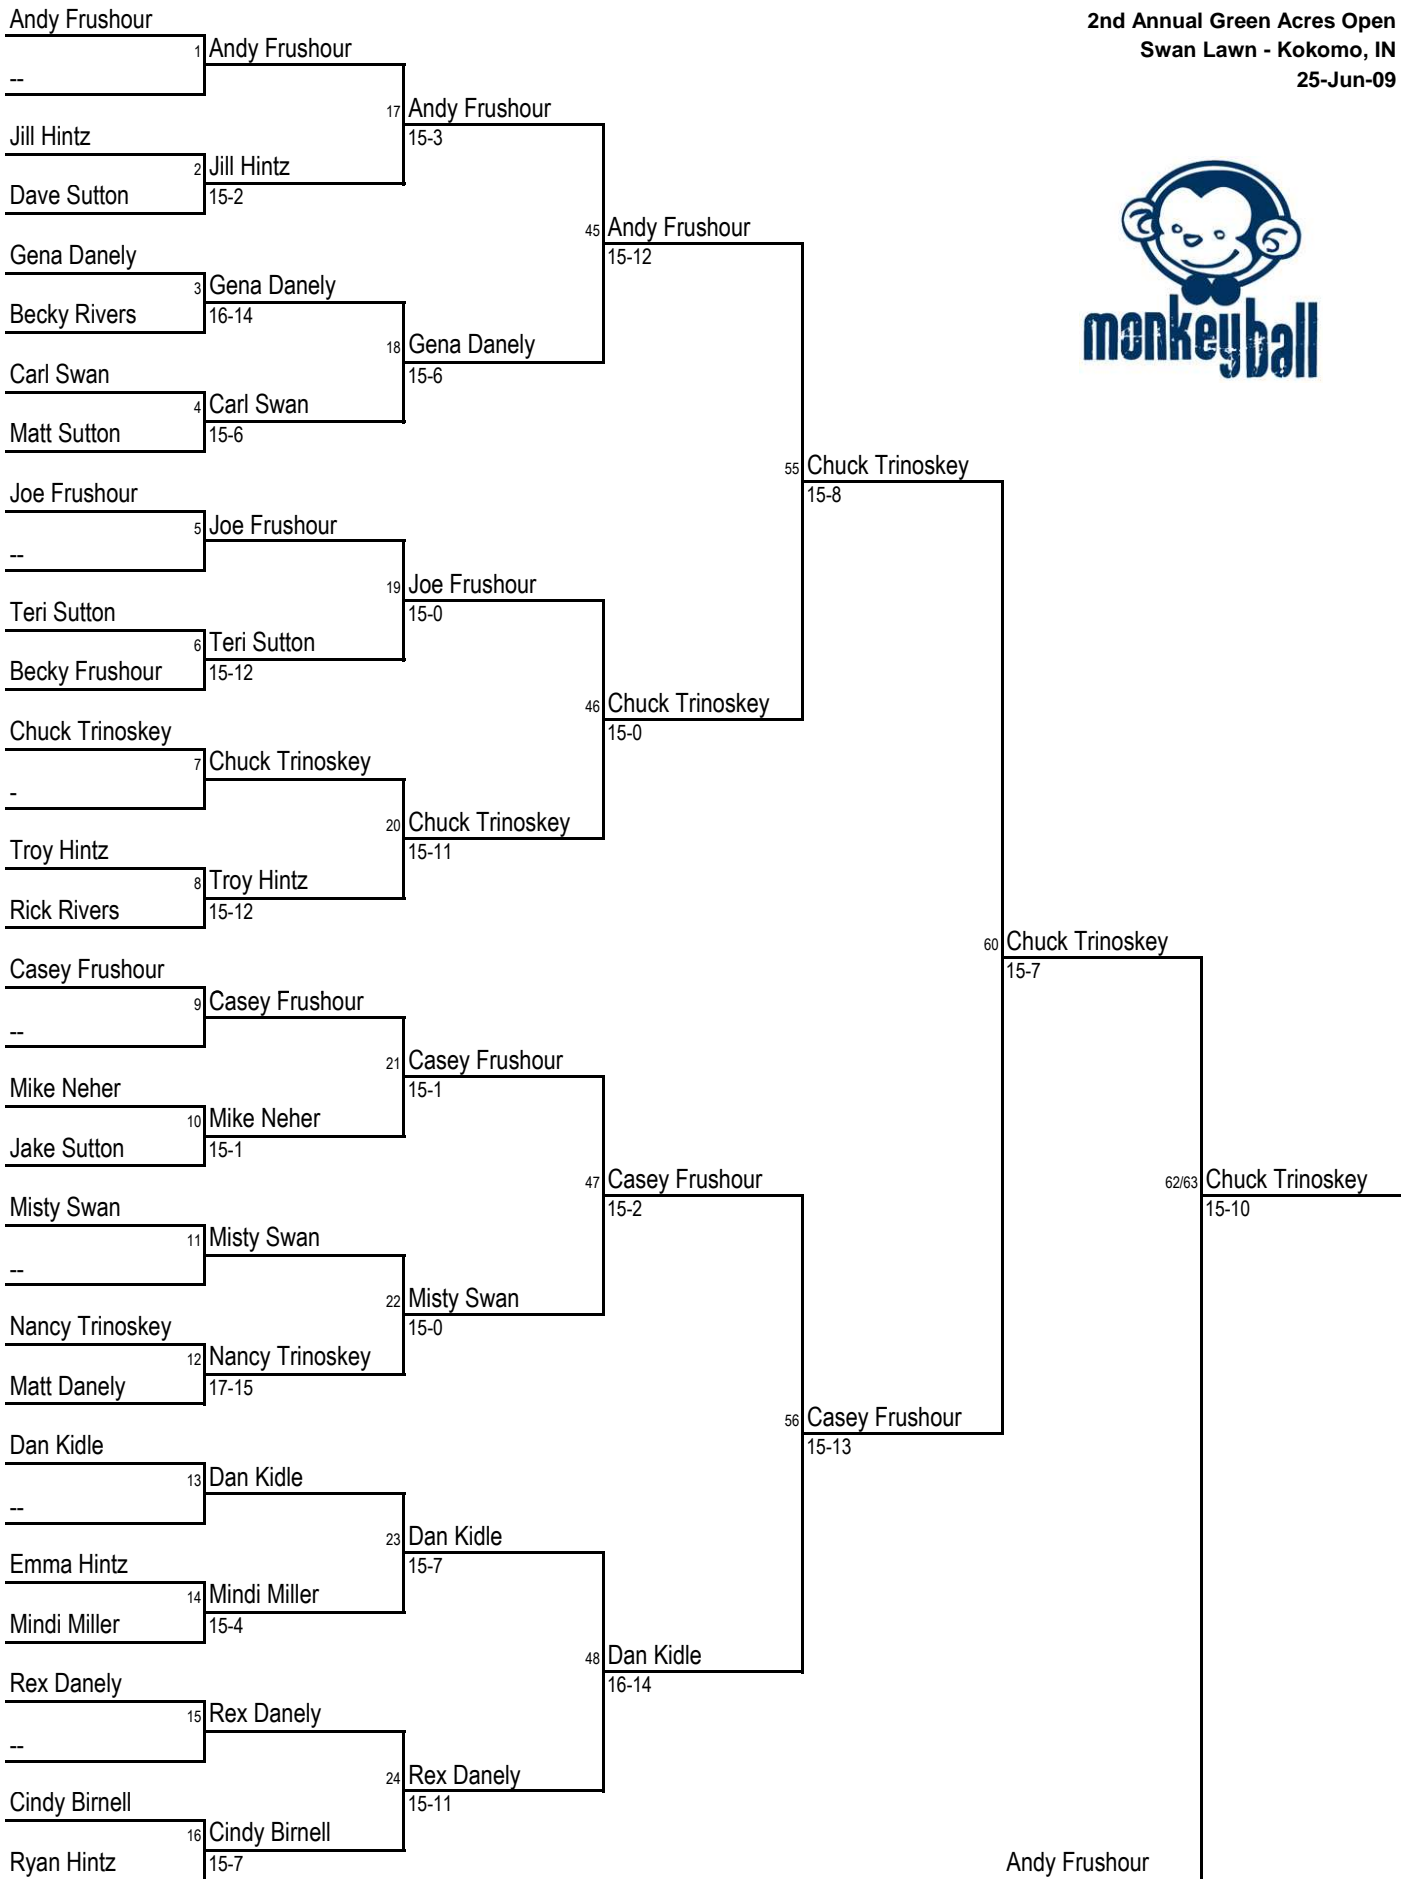 Andy Frushour
2nd Annual Green Acres Open
1 Andy Frushour
Swan Lawn - Kokomo, IN
--
25-Jun-09
17 Andy Frushour
Jill Hintz
15-3
2 Jill Hintz
Dave Sutton
15-2
45 Andy Frushour
Gena Danely
15-12
3 Gena Danely
Becky Rivers
16-14
monkeyball
18 Gena Danely
Carl Swan
15-6
4 Carl Swan
Matt Sutton
15-6
55 Chuck Trinoskey
Joe Frushour
15-8
5 Joe Frushour
--
19 Joe Frushour
Teri Sutton
15-0
6 Teri Sutton
Becky Frushour
15-12
46 Chuck Trinoskey
Chuck Trinoskey
15-0
7 Chuck Trinoskey
-
20 Chuck Trinoskey
Troy Hintz
15-11
8 Troy Hintz
Rick Rivers
15-12
60 Chuck Trinoskey
Casey Frushour
15-7
9 Casey Frushour
--
21 Casey Frushour
Mike Neher
15-1
10 Mike Neher
Jake Sutton
15-1
47 Casey Frushour
62/63 Chuck Trinoskey
Misty Swan
15-2
15-10
11 Misty Swan
--
22 Misty Swan
Nancy Trinoskey
15-0
12 Nancy Trinoskey
Matt Danely
17-15
56 Casey Frushour
Dan Kidle
15-13
13 Dan Kidle
--
23 Dan Kidle
Emma Hintz
15-7
14 Mindi Miller
Mindi Miller
15-4
48 Dan Kidle
Rex Danely
16-14
15 Rex Danely
--
24 Rex Danely
Cindy Birnell
15-11
16 Cindy Birnell
Ryan Hintz
15-7
Andy Frushour